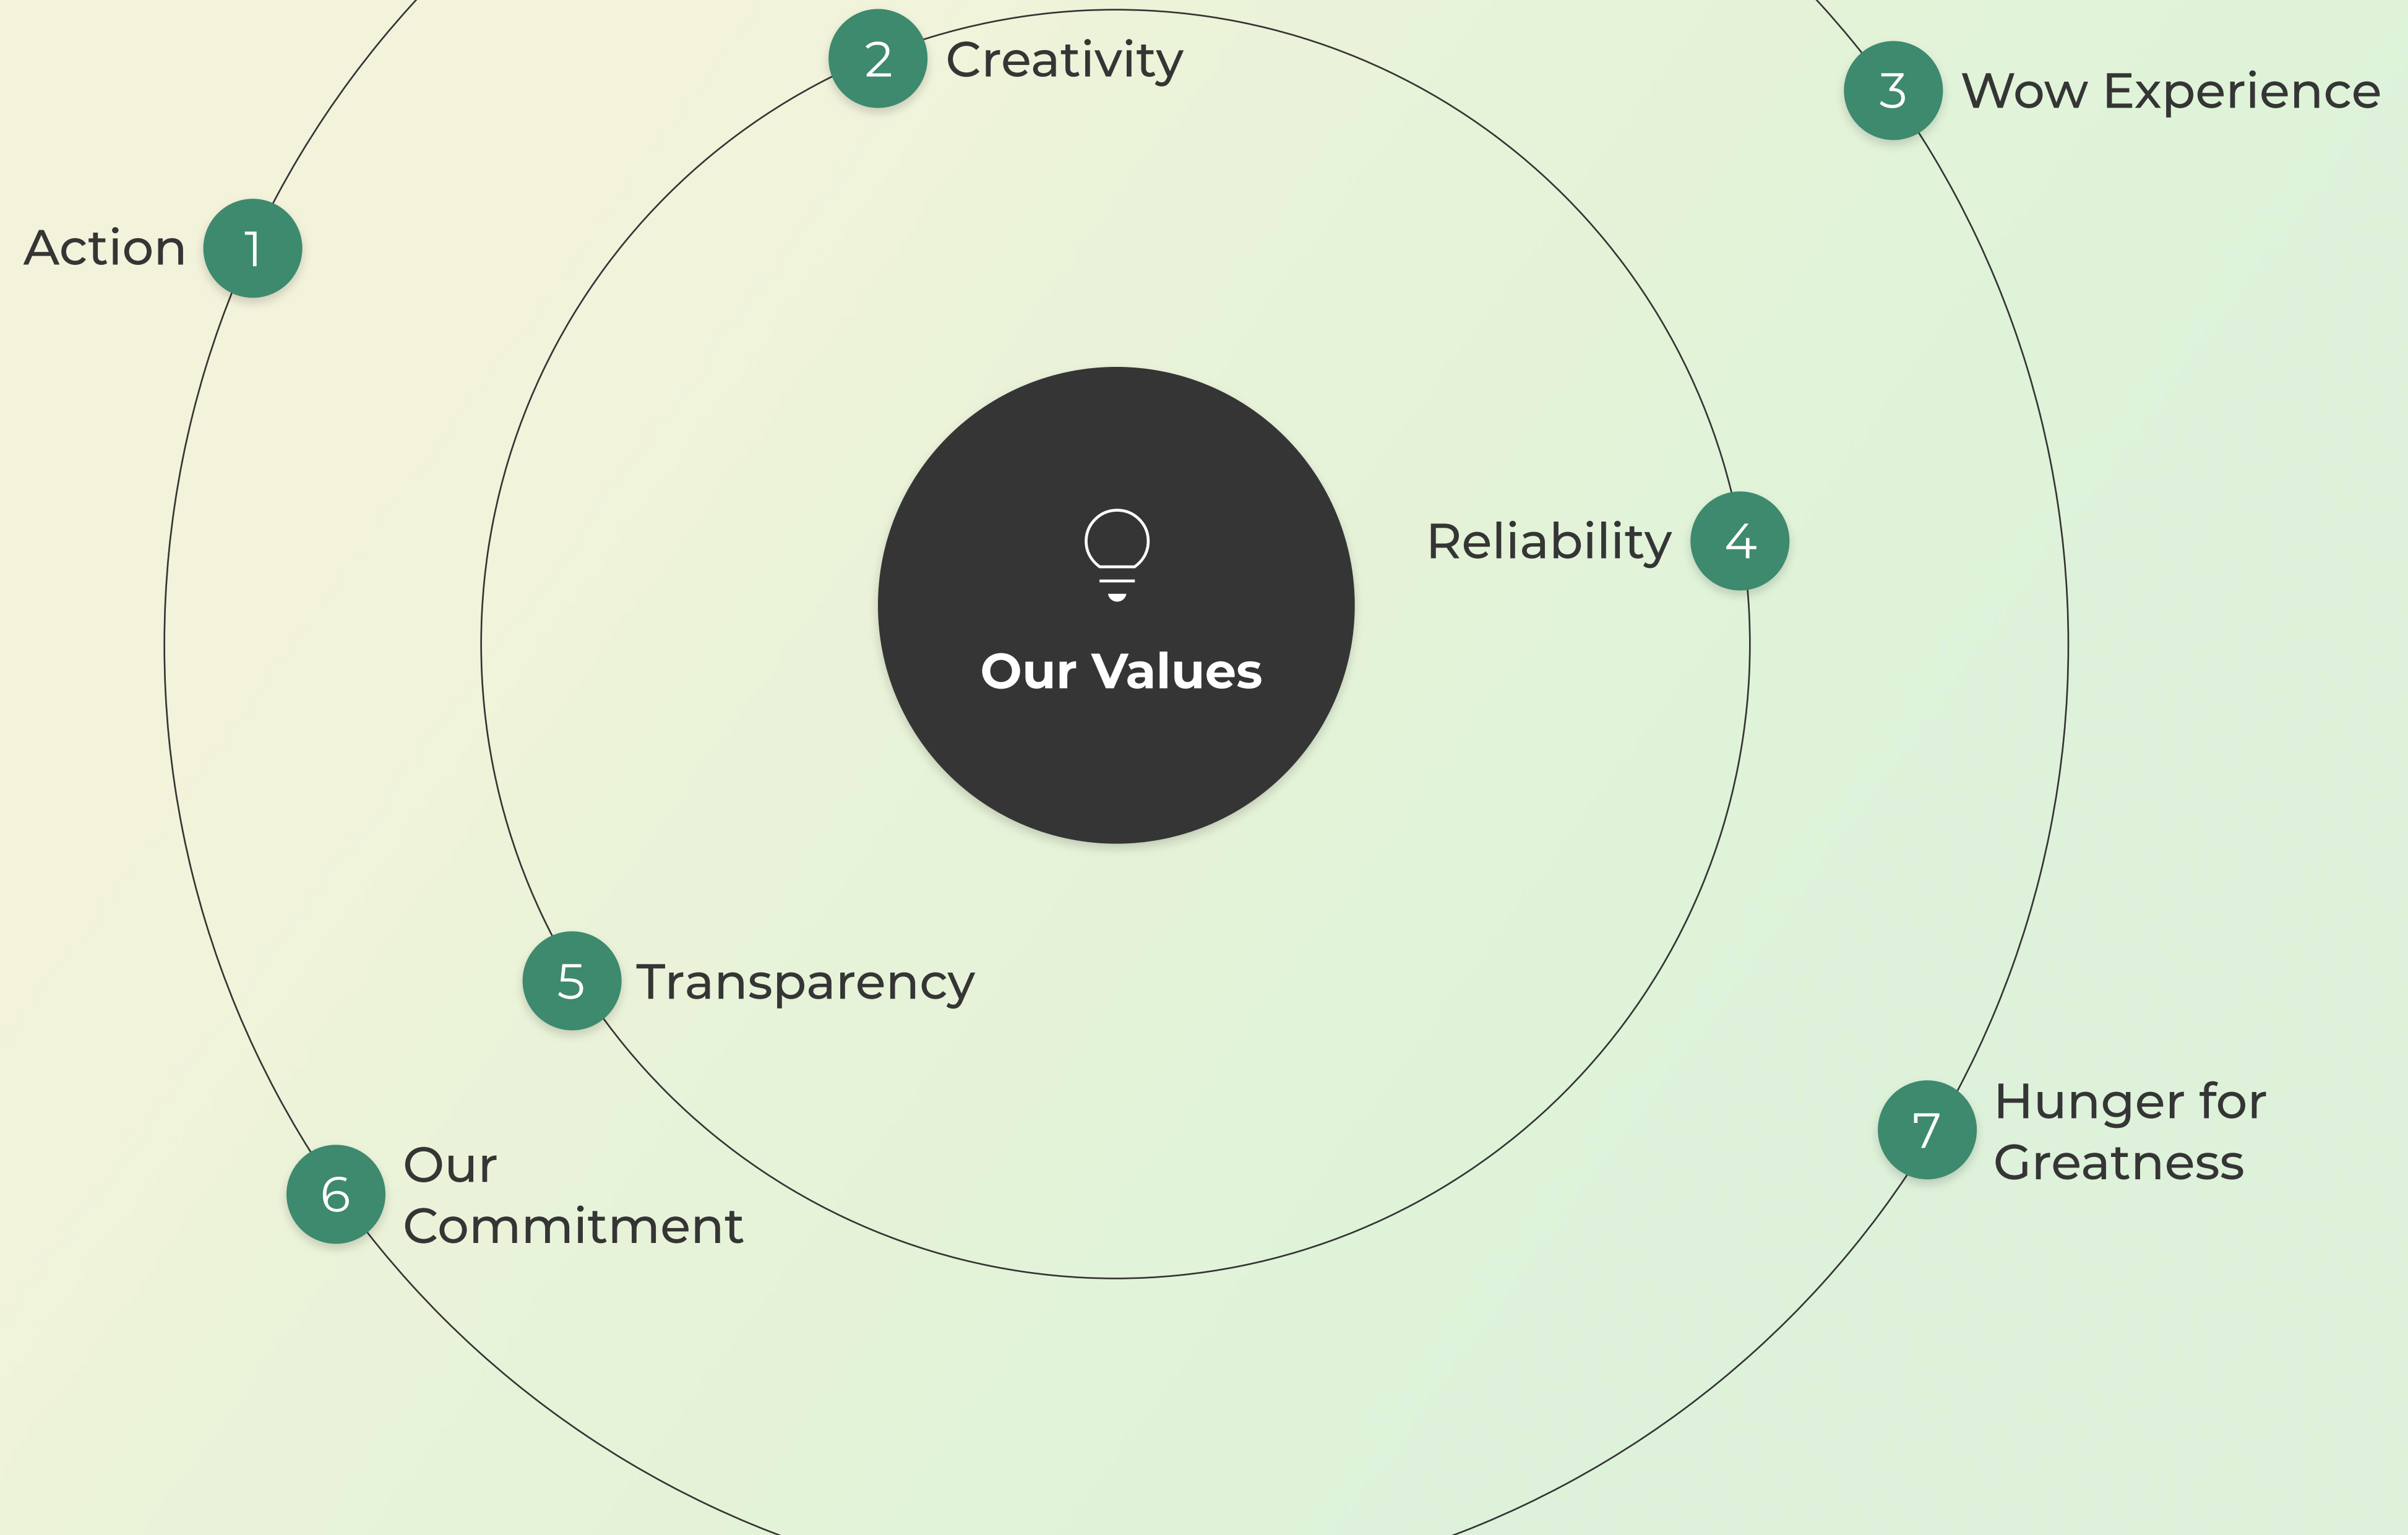 2 Creativity
3 Wow Experience
Action 1
Reliability 4
Our Values
5 Transparency
6 Our
Commitment
7 Hunger for
Greatness